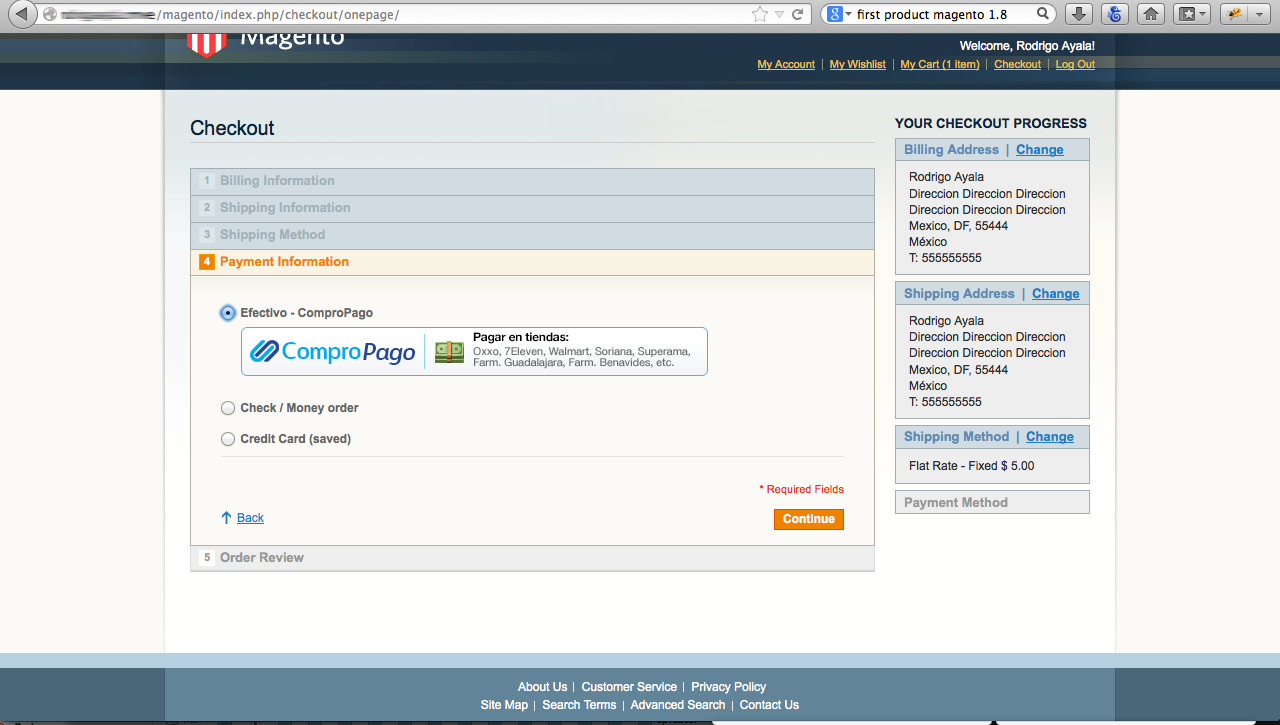 /magento/index.php/checkout/onepage/
first product magento 1.8
Magento
Welcome, Rodrigo Ayala!
My Account | My Wishlist | My Cart (1 item) | Checkout | Log Out
Checkout
1 Billing Information
2 Shipping Information
3 Shipping Method
4 Payment Information
Efectivo - ComproPago
ComproPago
Pagar en tiendas:
Oxxo, 7Eleven, Walmart, Soriana, Superama,
Farm. Guadalajara, Farm. Benavides, etc.
Check / Money order
Credit Card (saved)
* Required Fields
Back
Continue
5 Order Review
YOUR CHECKOUT PROGRESS
Billing Address | Change
Rodrigo Ayala
Direccion Direccion Direccion
Direccion Direccion Direccion
Mexico, DF, 55444
México
T: 555555555
Shipping Address | Change
Rodrigo Ayala
Direccion Direccion Direccion
Direccion Direccion Direccion
Mexico, DF, 55444
México
T: 555555555
Shipping Method | Change
Flat Rate - Fixed $ 5.00
Payment Method
About Us | Customer Service | Privacy Policy
Site Map | Search Terms | Advanced Search | Contact Us